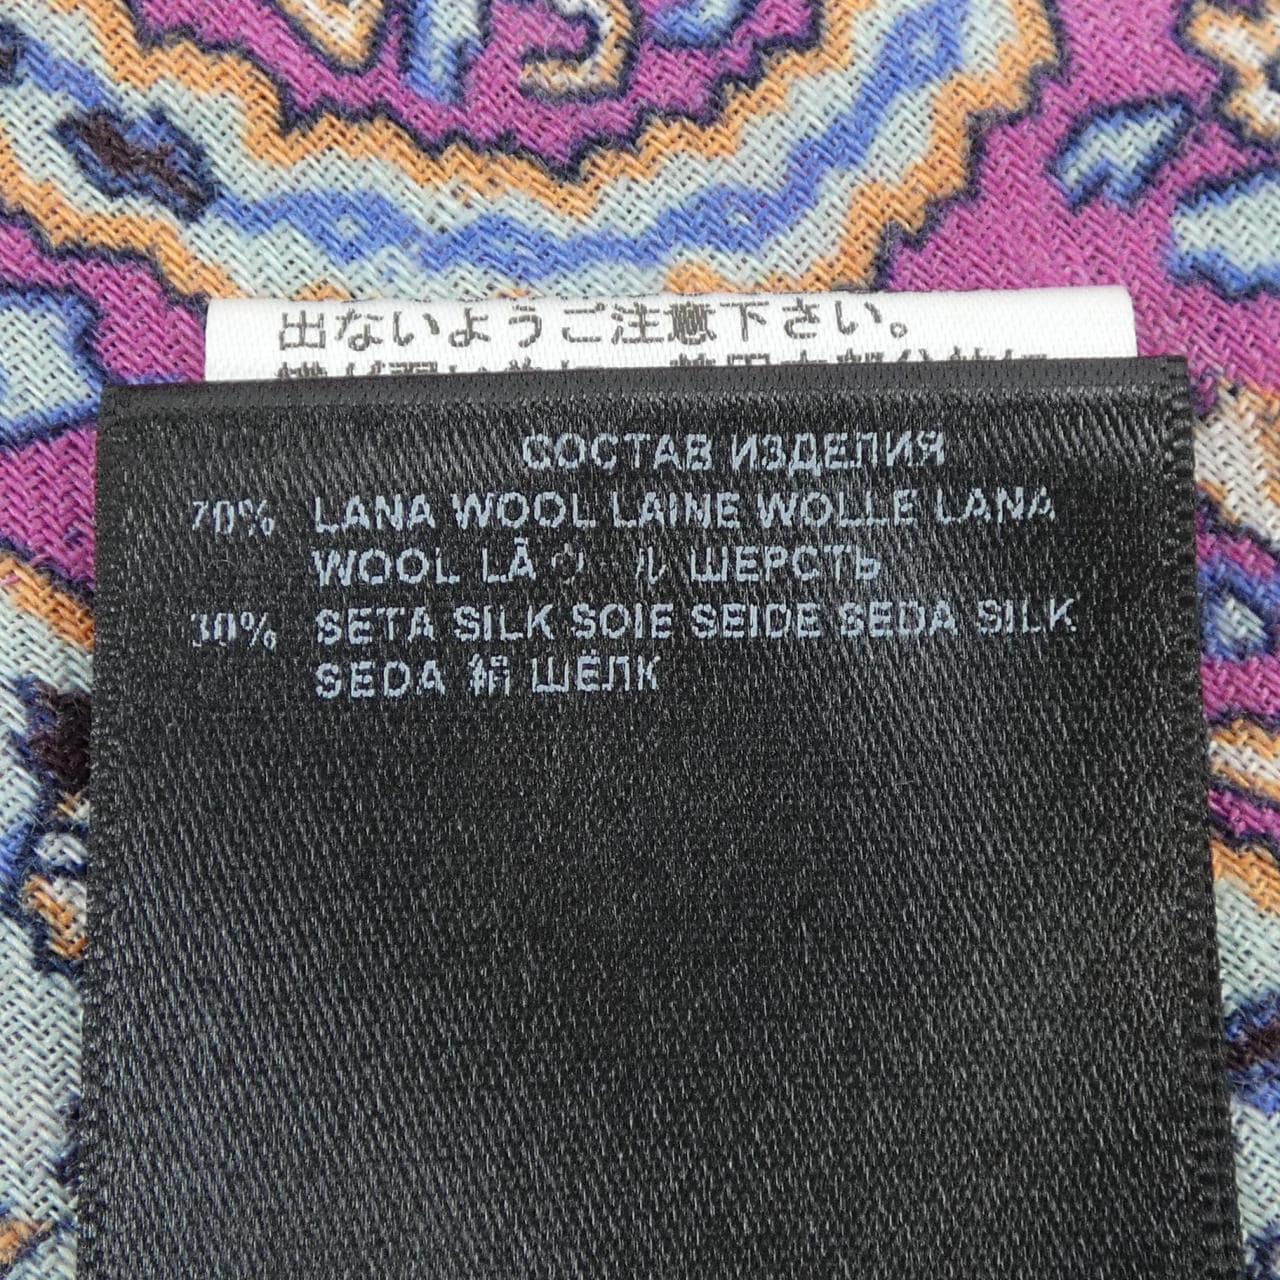 出ないようご注意下さい。
СОСТАВ ИЗДЕЛИЯ
70% LANA WOOL LAINE WOLLE LANA
WOOL LÃ ウール ШЕРСТЬ
30% SETA SILK SOIE SEIDE SEDA SILK
SEDA 絹 ШЁЛК